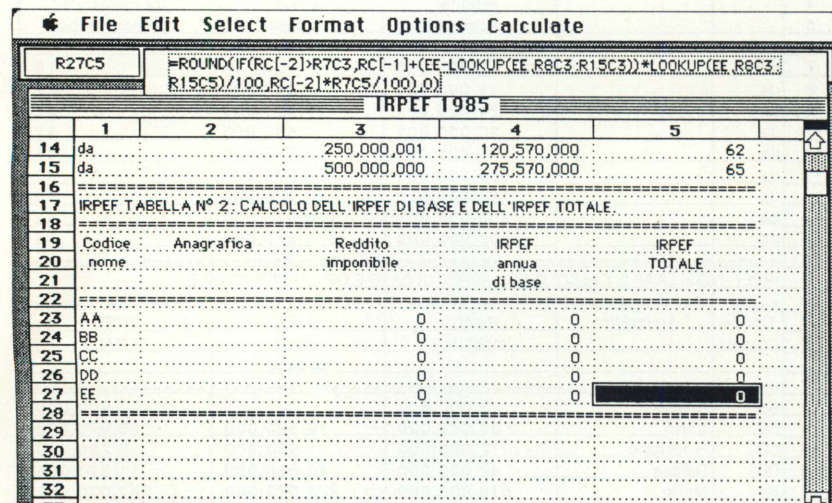 File Edit Select Format Options Calculate
R27C5 =ROUND(IF(RC[-2]>R7C3,RC[-1]+(EE-LOOKUP(EE,R8C3:R15C3))*LOOKUP(EE,R8C3:
R15C5)/100,RC[-2]*R7C5/100),0)
IRPEF 1985
1 2 3 4 5
14 da 250,000,001 120,570,000 62
15 da 500,000,000 275,570,000 65
16 ====================================================================
17 IRPEF TABELLA N° 2: CALCOLO DELL'IRPEF DI BASE E DELL'IRPEF TOTALE.
18 ====================================================================
19 Codice Anagrafica Reddito IRPEF IRPEF
20 nome imponibile annua TOTALE
21 di base
22 ====================================================================
23 AA 0 0 0
24 BB 0 0 0
25 CC 0 0 0
26 DD 0 0 0
27 EE 0 0 0
28 ====================================================================
29
30
31
32